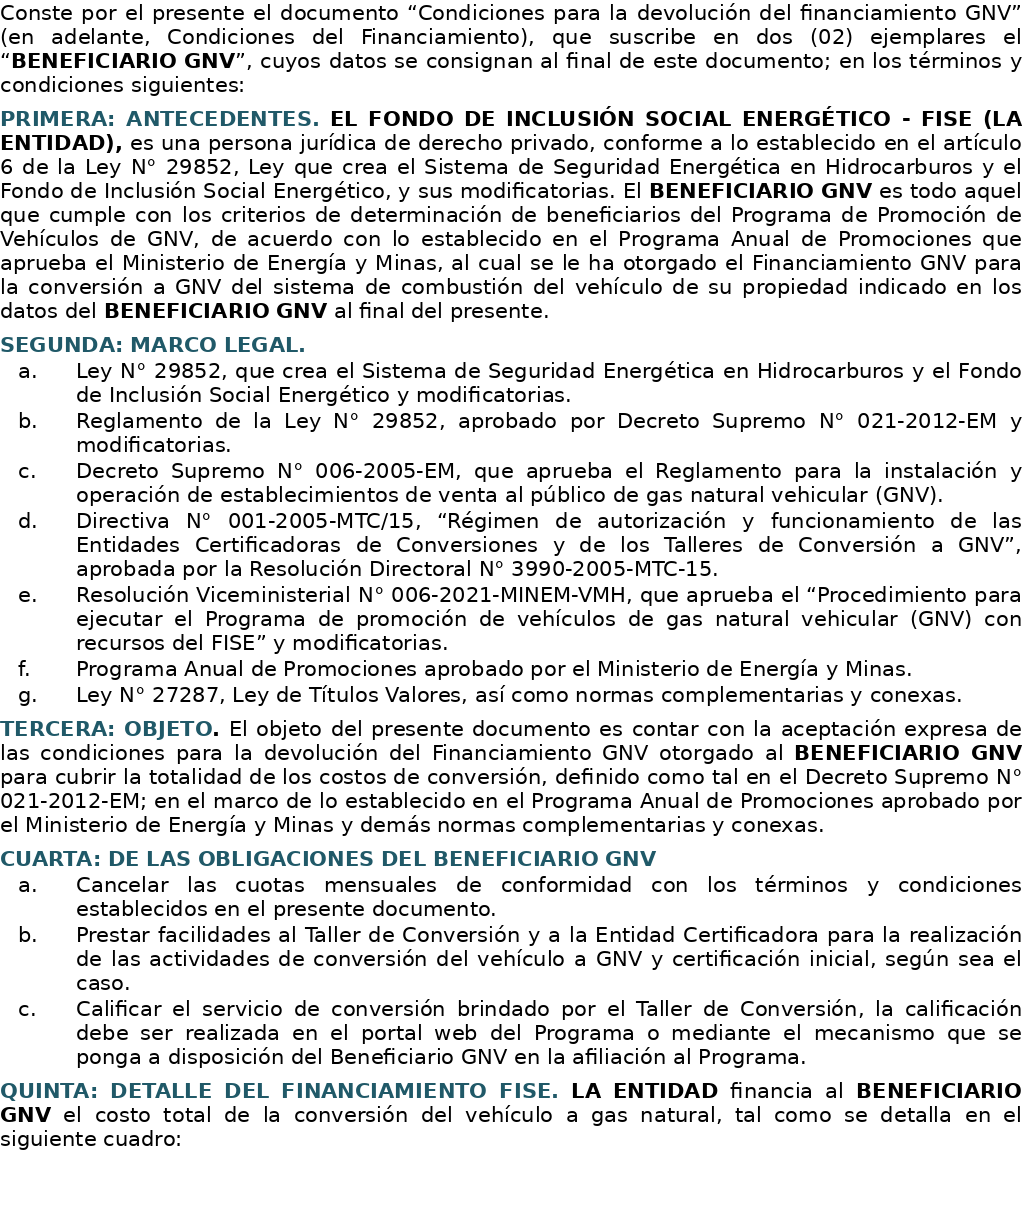 Conste por el presente el documento “Condiciones para la devolución del financiamiento GNV”
(en adelante, Condiciones del Financiamiento), que suscribe en dos (02) ejemplares el
“BENEFICIARIO GNV”, cuyos datos se consignan al final de este documento; en los términos y
condiciones siguientes:
PRIMERA: ANTECEDENTES. EL FONDO DE INCLUSIÓN SOCIAL ENERGÉTICO - FISE (LA
ENTIDAD), es una persona jurídica de derecho privado, conforme a lo establecido en el artículo
6 de la Ley N° 29852, Ley que crea el Sistema de Seguridad Energética en Hidrocarburos y el
Fondo de Inclusión Social Energético, y sus modificatorias. El BENEFICIARIO GNV es todo aquel
que cumple con los criterios de determinación de beneficiarios del Programa de Promoción de
Vehículos de GNV, de acuerdo con lo establecido en el Programa Anual de Promociones que
aprueba el Ministerio de Energía y Minas, al cual se le ha otorgado el Financiamiento GNV para
la conversión a GNV del sistema de combustión del vehículo de su propiedad indicado en los
datos del BENEFICIARIO GNV al final del presente.
SEGUNDA: MARCO LEGAL.
a. Ley N° 29852, que crea el Sistema de Seguridad Energética en Hidrocarburos y el Fondo
de Inclusión Social Energético y modificatorias.
b. Reglamento de la Ley N° 29852, aprobado por Decreto Supremo N° 021-2012-EM y
modificatorias.
c. Decreto Supremo N° 006-2005-EM, que aprueba el Reglamento para la instalación y
operación de establecimientos de venta al público de gas natural vehicular (GNV).
d. Directiva N° 001-2005-MTC/15, “Régimen de autorización y funcionamiento de las
Entidades Certificadoras de Conversiones y de los Talleres de Conversión a GNV”,
aprobada por la Resolución Directoral N° 3990-2005-MTC-15.
e. Resolución Viceministerial N° 006-2021-MINEM-VMH, que aprueba el “Procedimiento para
ejecutar el Programa de promoción de vehículos de gas natural vehicular (GNV) con
recursos del FISE” y modificatorias.
f. Programa Anual de Promociones aprobado por el Ministerio de Energía y Minas.
g. Ley N° 27287, Ley de Títulos Valores, así como normas complementarias y conexas.
TERCERA: OBJETO. El objeto del presente documento es contar con la aceptación expresa de
las condiciones para la devolución del Financiamiento GNV otorgado al BENEFICIARIO GNV
para cubrir la totalidad de los costos de conversión, definido como tal en el Decreto Supremo N°
021-2012-EM; en el marco de lo establecido en el Programa Anual de Promociones aprobado por
el Ministerio de Energía y Minas y demás normas complementarias y conexas.
CUARTA: DE LAS OBLIGACIONES DEL BENEFICIARIO GNV
a. Cancelar las cuotas mensuales de conformidad con los términos y condiciones
establecidos en el presente documento.
b. Prestar facilidades al Taller de Conversión y a la Entidad Certificadora para la realización
de las actividades de conversión del vehículo a GNV y certificación inicial, según sea el
caso.
c. Calificar el servicio de conversión brindado por el Taller de Conversión, la calificación
debe ser realizada en el portal web del Programa o mediante el mecanismo que se
ponga a disposición del Beneficiario GNV en la afiliación al Programa.
QUINTA: DETALLE DEL FINANCIAMIENTO FISE. LA ENTIDAD financia al BENEFICIARIO
GNV el costo total de la conversión del vehículo a gas natural, tal como se detalla en el
siguiente cuadro: